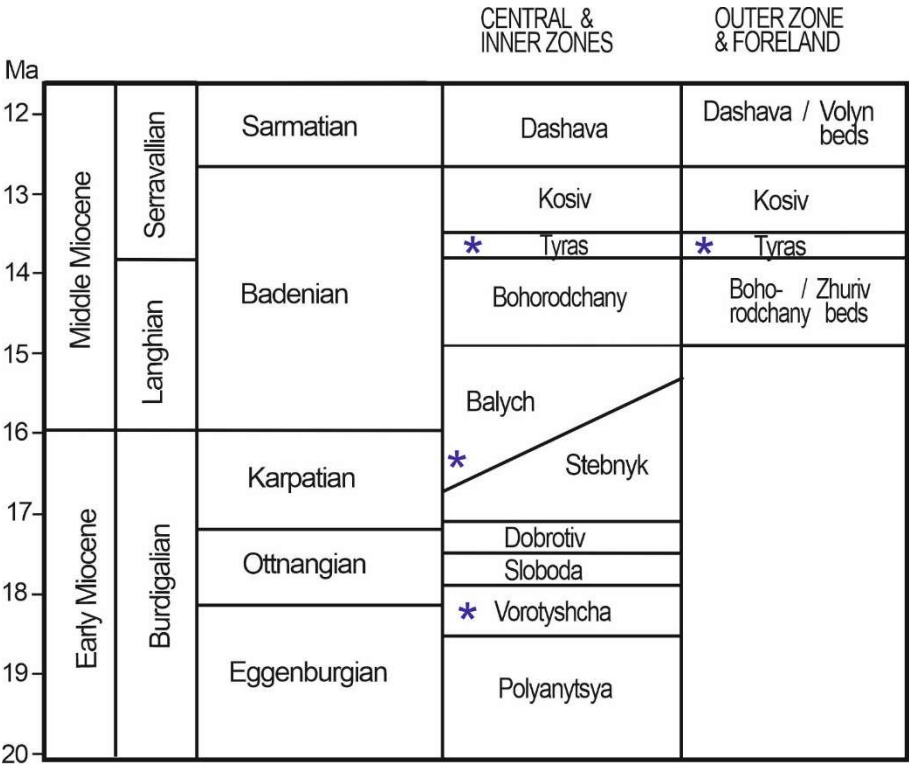 CENTRAL &
INNER ZONES
OUTER ZONE
& FORELAND
Ma
12
13
14
15
16
17
18
19
20
Middle Miocene
Early Miocene
Serravallian
Langhian
Burdigalian
Sarmatian
Badenian
Karpatian
Ottnangian
Eggenburgian
Dashava
Kosiv
* Tyras
Bohorodchany
Balych
*
Stebnyk
Dobrotiv
Sloboda
* Vorotyshcha
Polyanytsya
Dashava / Volyn
beds
Kosiv
* Tyras
Boho- / Zhuriv
rodchany beds